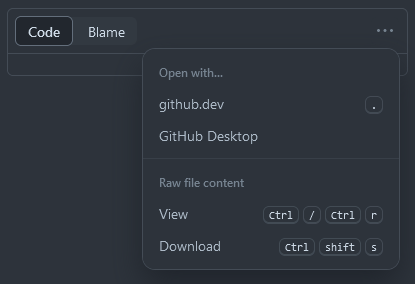 Code Blame ...
Open with...
github.dev .
GitHub Desktop
Raw file content
View Ctrl / Ctrl r
Download Ctrl shift s